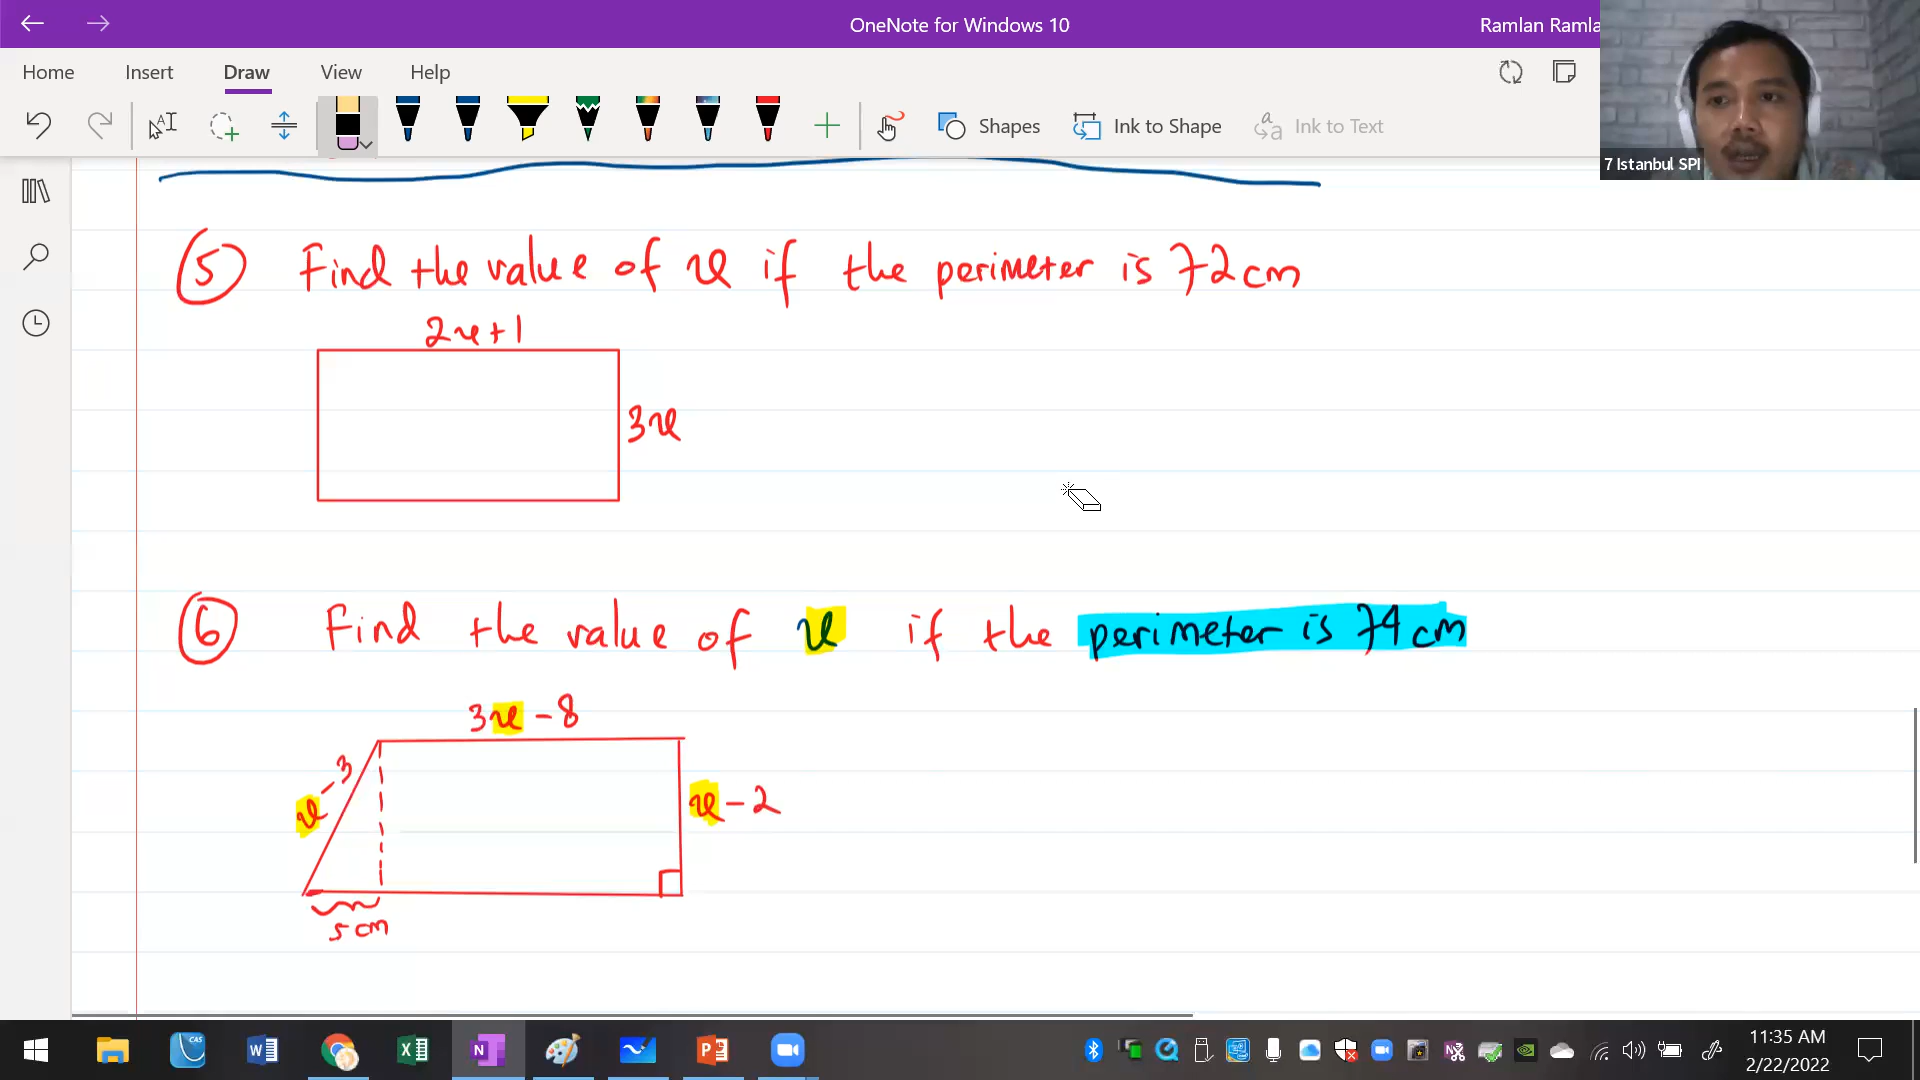 OneNote for Windows 10
Ramlan Ramla
Home Insert Draw View Help
Shapes Ink to Shape Ink to Text
7 Istanbul SPI
5 Find the value of x if the perimeter is 72 cm
2x+1
3x
6 Find the value of x if the perimeter is 74 cm
3x - 8
x - 3
x - 2
5 cm
11:35 AM
2/22/2022